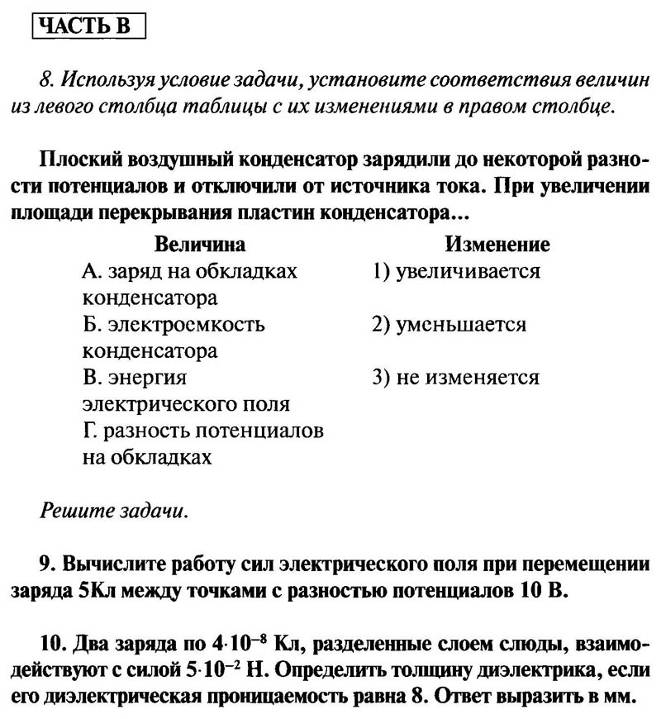 ЧАСТЬ В
8. Используя условие задачи, установите соответствия величин
из левого столбца таблицы с их изменениями в правом столбце.
Плоский воздушный конденсатор зарядили до некоторой разно-
сти потенциалов и отключили от источника тока. При увеличении
площади перекрывания пластин конденсатора...
Величина Изменение
А. заряд на обкладках 1) увеличивается
конденсатора
Б. электроемкость 2) уменьшается
конденсатора
В. энергия 3) не изменяется
электрического поля
Г. разность потенциалов
на обкладках
Решите задачи.
9. Вычислите работу сил электрического поля при перемещении
заряда 5Кл между точками с разностью потенциалов 10 В.
10. Два заряда по 4·10⁻⁸ Кл, разделенные слоем слюды, взаимо-
действуют с силой 5·10⁻² Н. Определить толщину диэлектрика, если
его диэлектрическая проницаемость равна 8. Ответ выразить в мм.